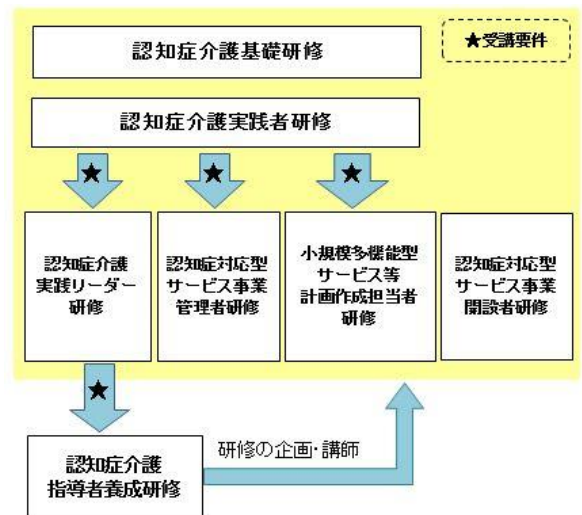 認知症介護基礎研修
★受講要件
認知症介護実践者研修
★
★
★
認知症介護
実践リーダー
研修
認知症対応型
サービス事業
管理者研修
小規模多機能型
サービス等
計画作成担当者
研修
認知症対応型
サービス事業
開設者研修
★
認知症介護
指導者養成研修
研修の企画・講師